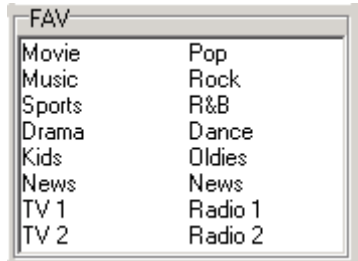 FAV
Movie Pop
Music Rock
Sports R&B
Drama Dance
Kids Oldies
News News
TV 1 Radio 1
TV 2 Radio 2